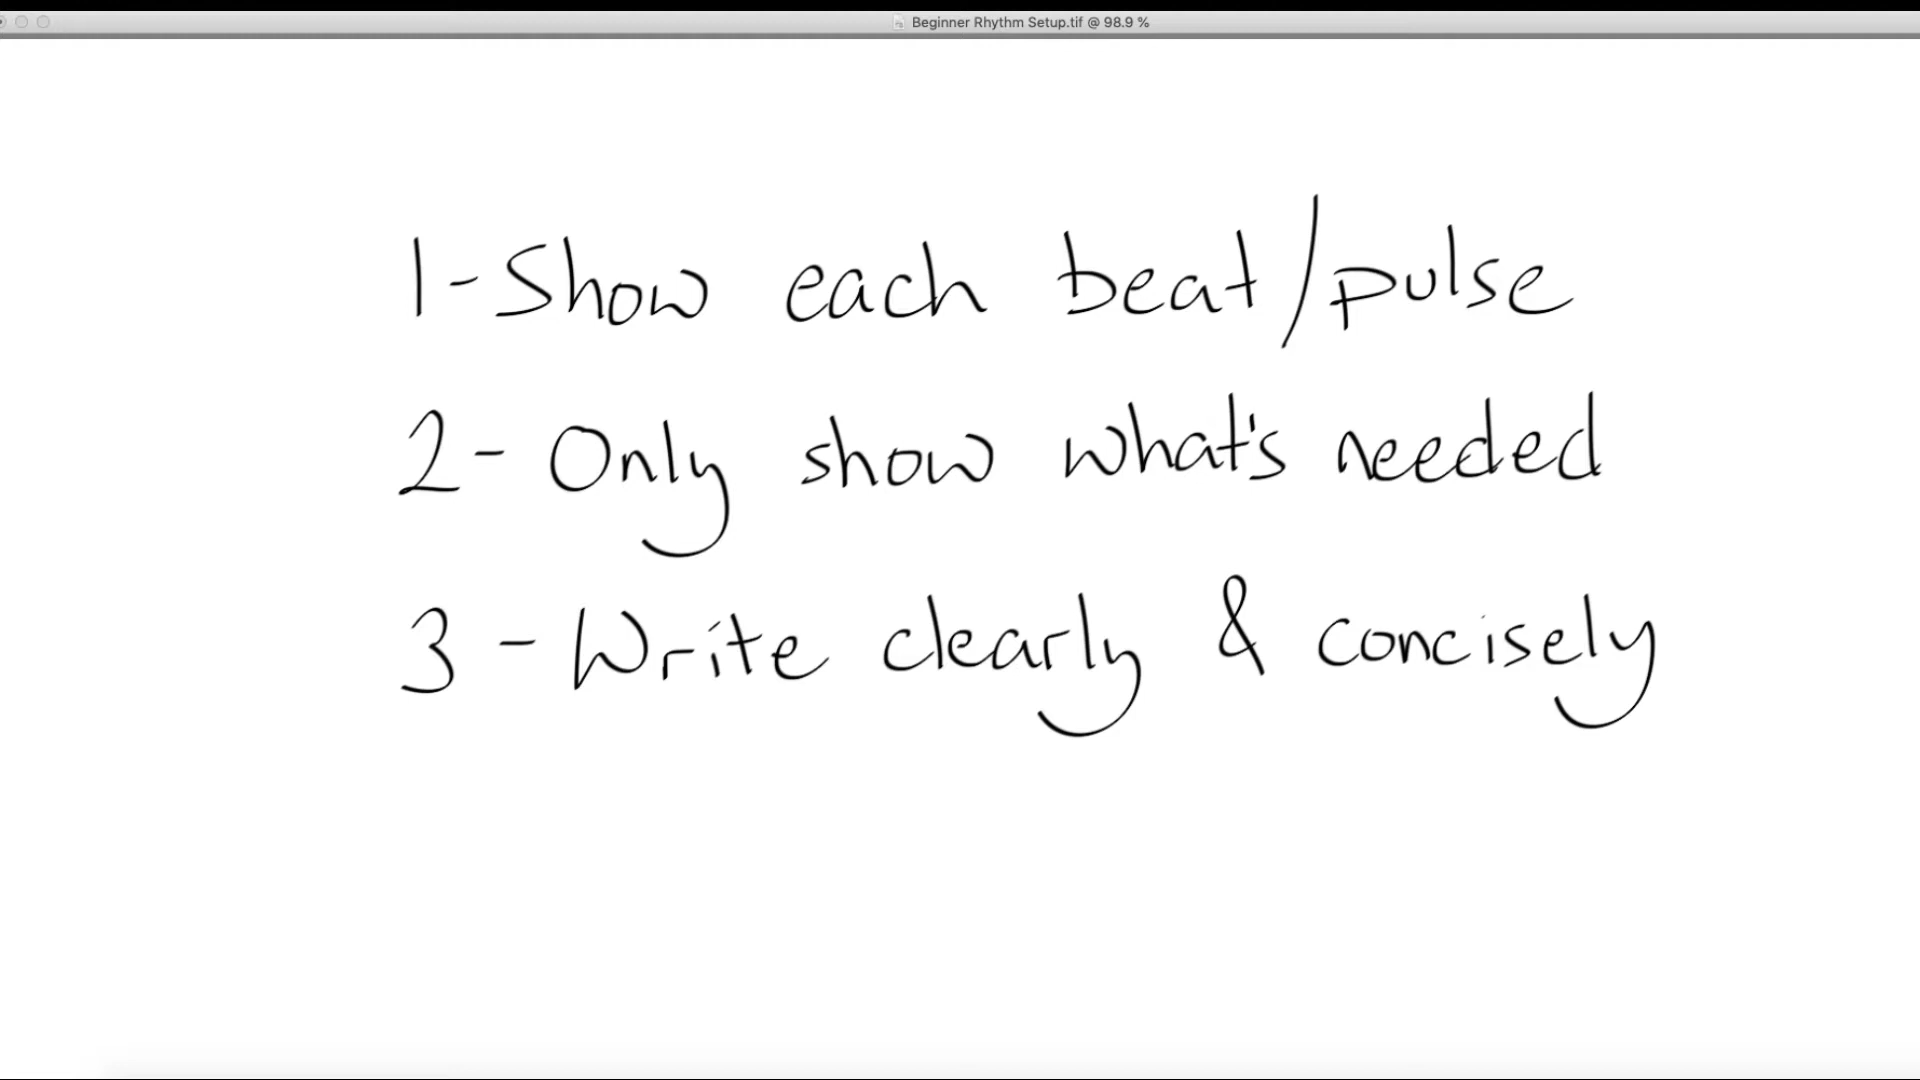 Beginner Rhythm Setup.tif @ 98.9 %
1-Show each beat/pulse
2- Only show what's needed
3 - Write clearly & concisely